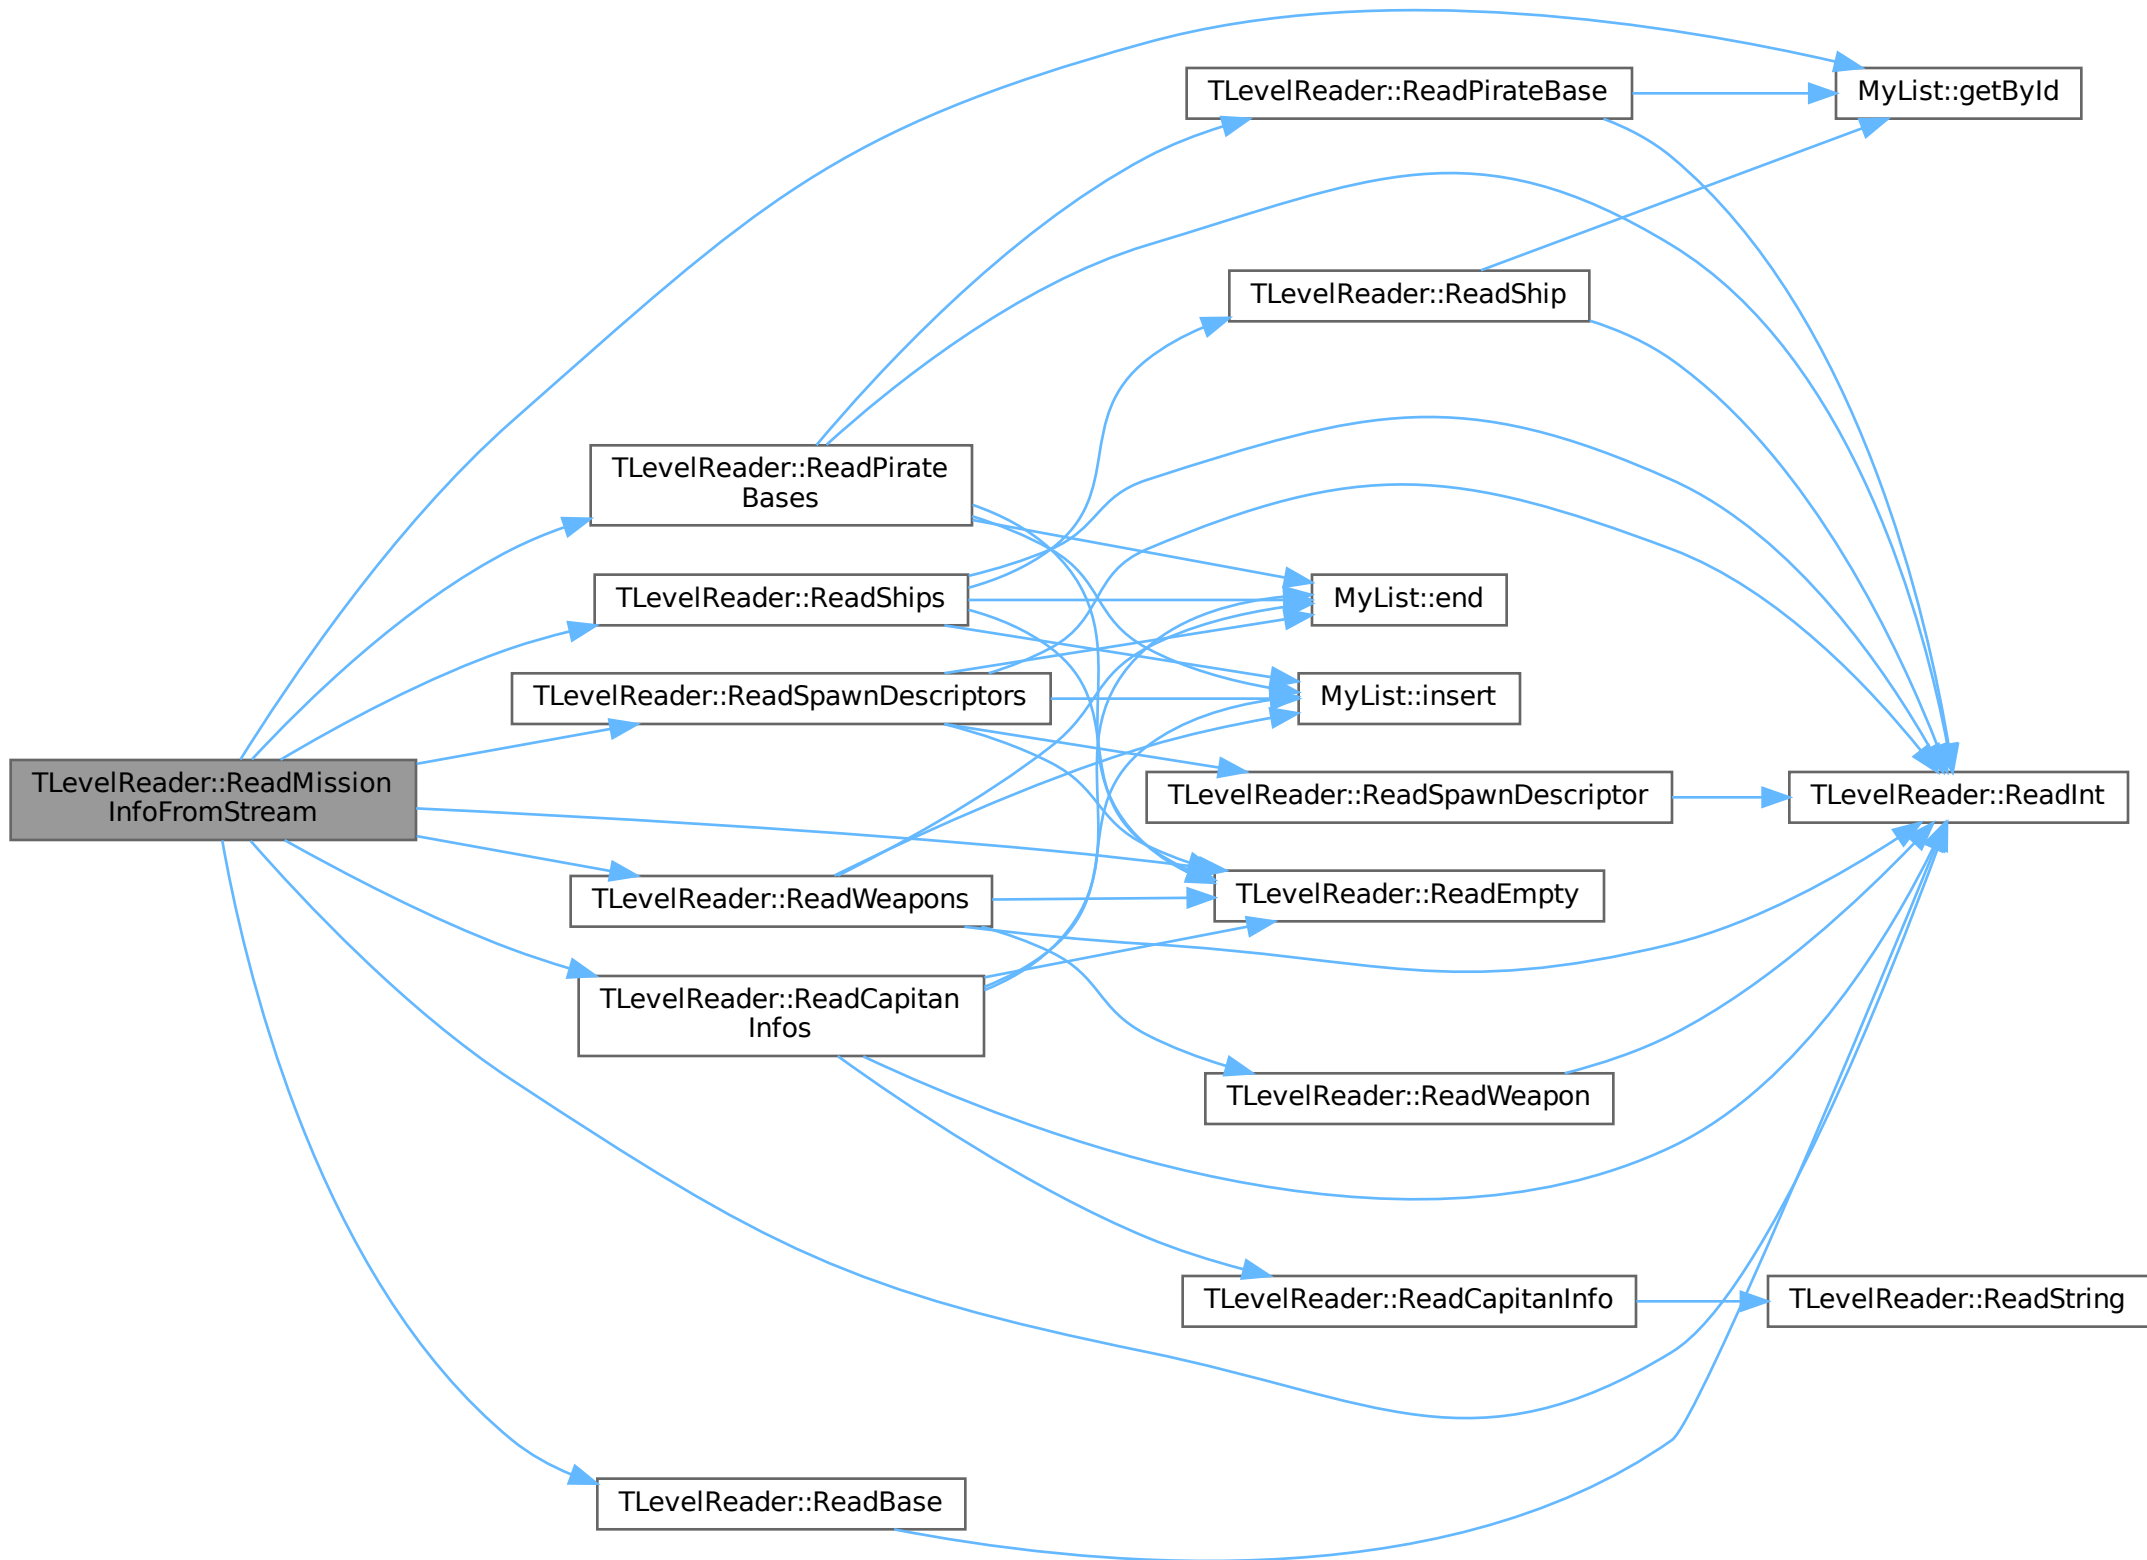 TLevelReader::ReadPirateBase
MyList::getById
TLevelReader::ReadShip
TLevelReader::ReadPirate
Bases
TLevelReader::ReadShips
MyList::end
TLevelReader::ReadSpawnDescriptors
MyList::insert
TLevelReader::ReadMission
InfoFromStream
TLevelReader::ReadSpawnDescriptor
TLevelReader::ReadInt
TLevelReader::ReadWeapons
TLevelReader::ReadEmpty
TLevelReader::ReadCapitan
Infos
TLevelReader::ReadWeapon
TLevelReader::ReadCapitanInfo
TLevelReader::ReadString
TLevelReader::ReadBase